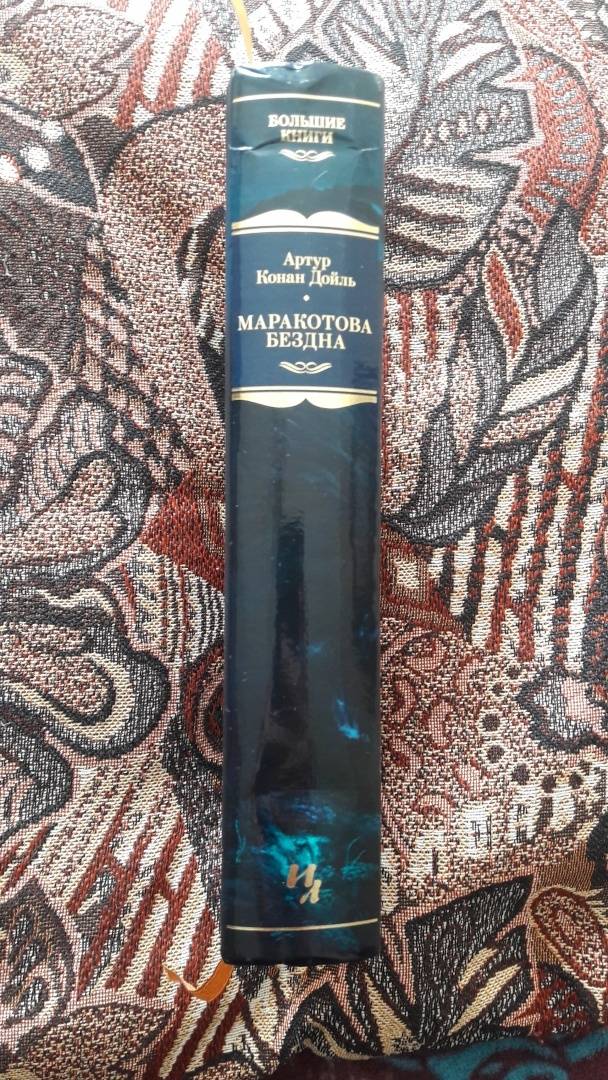 БОЛЬШИЕ
КНИГИ
Артур
Конан Дойль
МАРАКОТОВА
БЕЗДНА
ИЛ